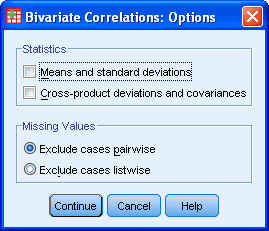 Bivariate Correlations: Options
Statistics
Means and standard deviations
Cross-product deviations and covariances
Missing Values
Exclude cases pairwise
Exclude cases listwise
Continue Cancel Help